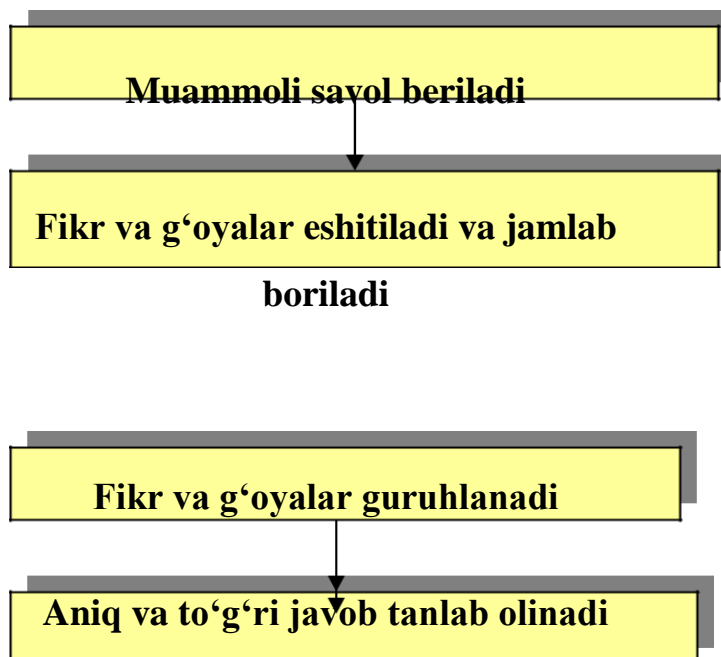 Muammoli savol beriladi
Fikr va g‘oyalar eshitiladi va jamlab
boriladi
Fikr va g‘oyalar guruhlanadi
Aniq va to‘g‘ri javob tanlab olinadi